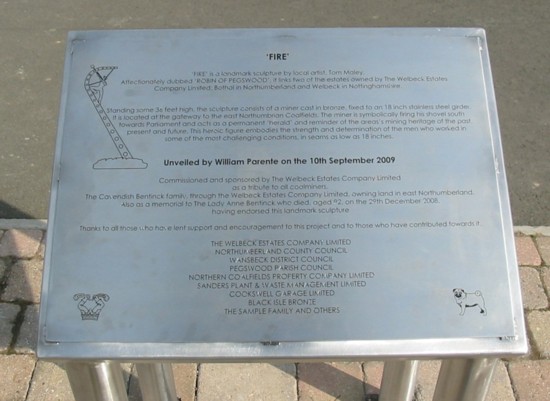 'FIRE'
'FIRE' is a landmark sculpture by local artist, Tom Maley.
Affectionately dubbed 'ROBIN OF PEGSWOOD', it links two of the estates owned by The Welbeck Estates
Company Limited, Bothal in Northumberland and Welbeck in Nottinghamshire.
Standing some 36 feet high, the sculpture consists of a miner cast in bronze, fixed to an 18 inch stainless steel girder.
It is located at the gateway to the east Northumbrian Coalfields. The miner is symbolically firing his shovel south
towards Parliament and acts as a permanent 'herald' and reminder of the area's mining heritage of the past,
present and future. This heroic figure embodies the strength and determination of the men who worked in
some of the most challenging conditions, in seams as low as 18 inches.
Unveiled by William Parente on the 10th September 2009
Commissioned and sponsored by The Welbeck Estates Company Limited
as a tribute to all coalminers.
The Cavendish Bentinck family, through the Welbeck Estates Company Limited, owning land in east Northumberland.
Also as a memorial to The Lady Anne Bentinck who died, aged 92, on the 29th December 2008,
having endorsed this landmark sculpture.
Thanks to all those who have lent support and encouragement to this project and to those who have contributed towards it.
THE WELBECK ESTATES COMPANY LIMITED
NORTHUMBERLAND COUNTY COUNCIL
WANSBECK DISTRICT COUNCIL
PEGSWOOD PARISH COUNCIL
NORTHERN COALFIELDS PROPERTY COMPANY LIMITED
SANDERS PLANT & WASTE MANAGEMENT LIMITED
COOKSWELL GARAGE LIMITED
BLACK ISLE BRONZE
THE SAMPLE FAMILY AND OTHERS